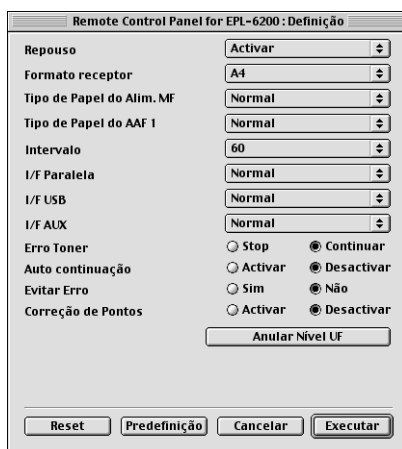 Remote Control Panel for EPL-6200 : Definição
Repouso Activar
Formato receptor A4
Tipo de Papel do Alim. MF Normal
Tipo de Papel do AAF 1 Normal
Intervalo 60
I/F Paralela Normal
I/F USB Normal
I/F AUX Normal
Erro Toner Stop Continuar
Auto continuação Activar Desactivar
Evitar Erro Sim Não
Correção de Pontos Activar Desactivar
Anular Nível UF
Reset Predefinição Cancelar Executar